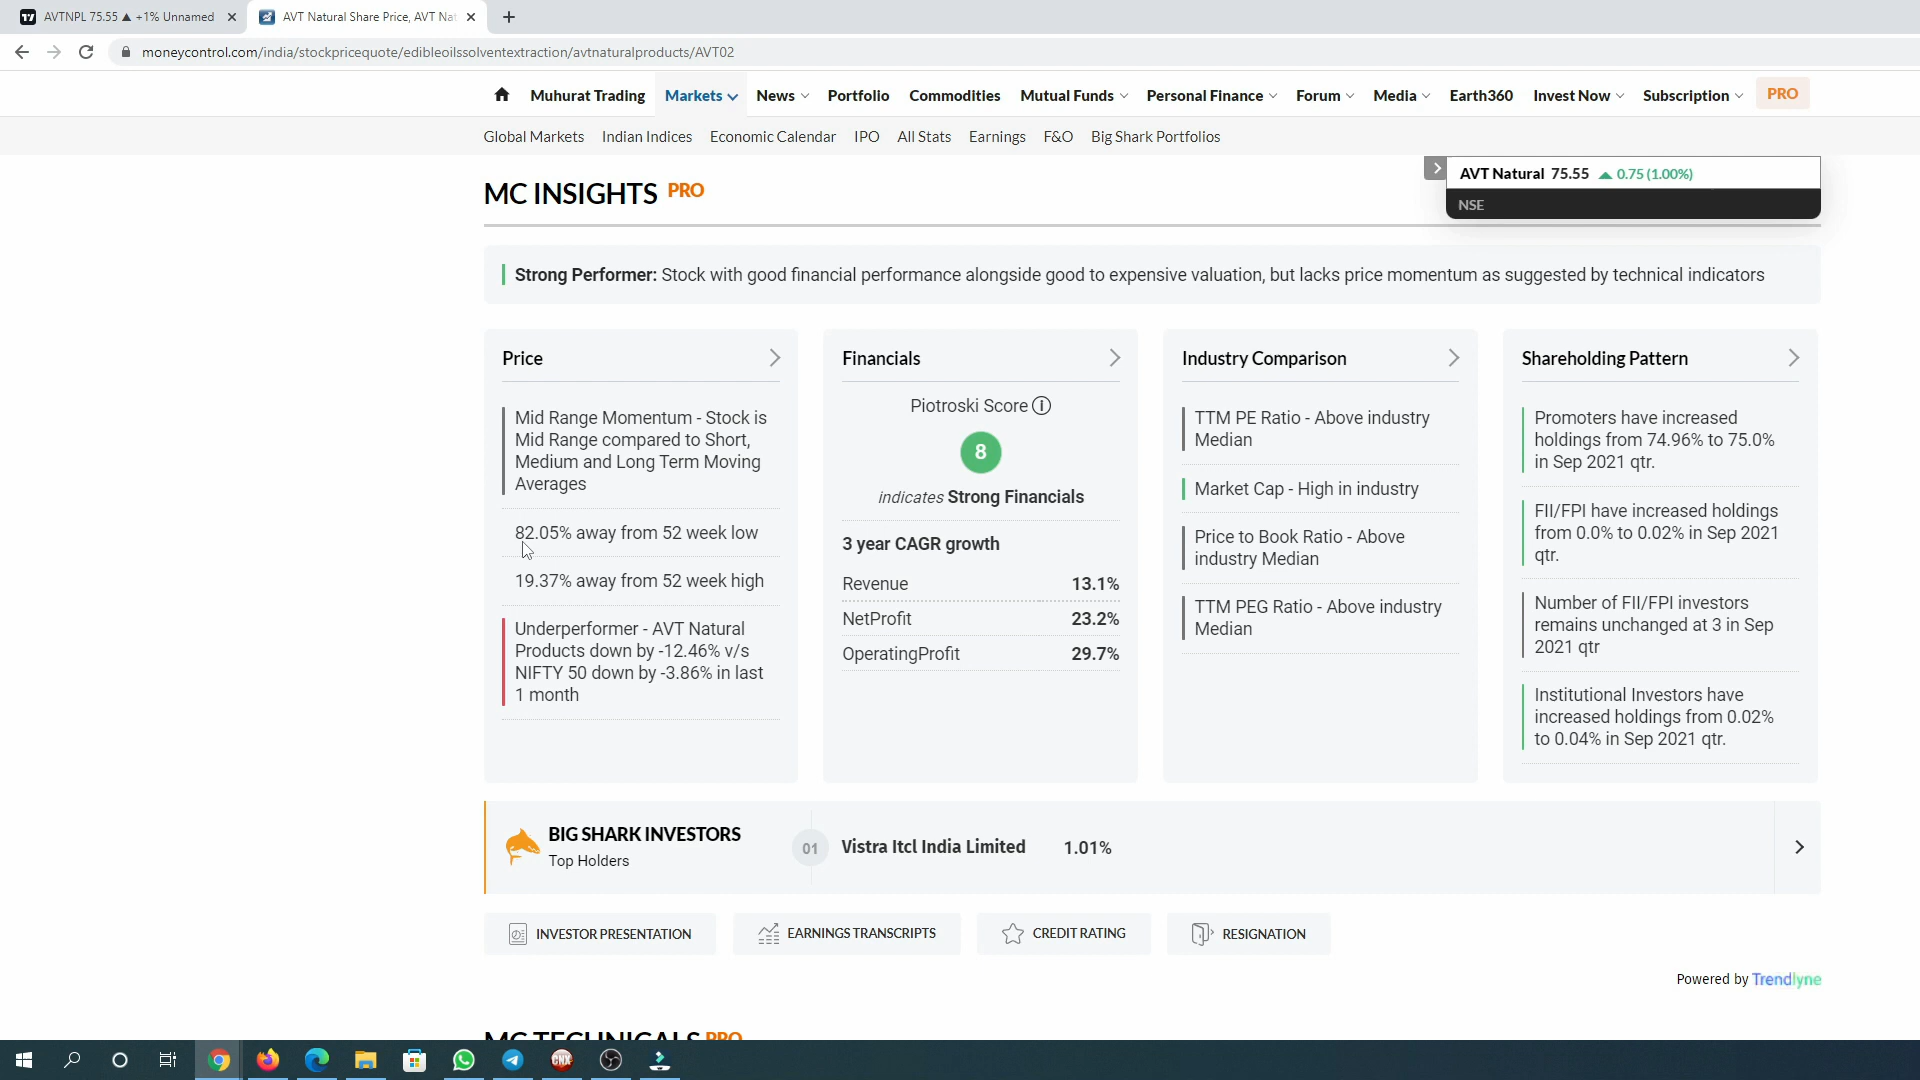 AVTNPL 75.55 ▲ +1% Unnamed
AVT Natural Share Price, AVT Nat
moneycontrol.com/india/stockpricequote/edibleoilssolventextraction/avtnaturalproducts/AVT02
Muhurat Trading Markets News Portfolio Commodities Mutual Funds Personal Finance Forum Media Earth360 Invest Now Subscription PRO
Global Markets Indian Indices Economic Calendar IPO All Stats Earnings F&O Big Shark Portfolios
AVT Natural 75.55 ▲ 0.75 (1.00%)
NSE
MC INSIGHTS PRO
Strong Performer: Stock with good financial performance alongside good to expensive valuation, but lacks price momentum as suggested by technical indicators
Price
Mid Range Momentum - Stock is
Mid Range compared to Short,
Medium and Long Term Moving
Averages
82.05% away from 52 week low
19.37% away from 52 week high
Underperformer - AVT Natural
Products down by -12.46% v/s
NIFTY 50 down by -3.86% in last
1 month
Financials
Piotroski Score
8
indicates Strong Financials
3 year CAGR growth
Revenue 13.1%
NetProfit 23.2%
OperatingProfit 29.7%
Industry Comparison
TTM PE Ratio - Above industry
Median
Market Cap - High in industry
Price to Book Ratio - Above
industry Median
TTM PEG Ratio - Above industry
Median
Shareholding Pattern
Promoters have increased
holdings from 74.96% to 75.0%
in Sep 2021 qtr.
FII/FPI have increased holdings
from 0.0% to 0.02% in Sep 2021
qtr.
Number of FII/FPI investors
remains unchanged at 3 in Sep
2021 qtr
Institutional Investors have
increased holdings from 0.02%
to 0.04% in Sep 2021 qtr.
BIG SHARK INVESTORS
Top Holders
01 Vistra Itcl India Limited 1.01%
INVESTOR PRESENTATION EARNINGS TRANSCRIPTS CREDIT RATING RESIGNATION
Powered by Trendlyne
MC TECHNICALS PRO
CNX